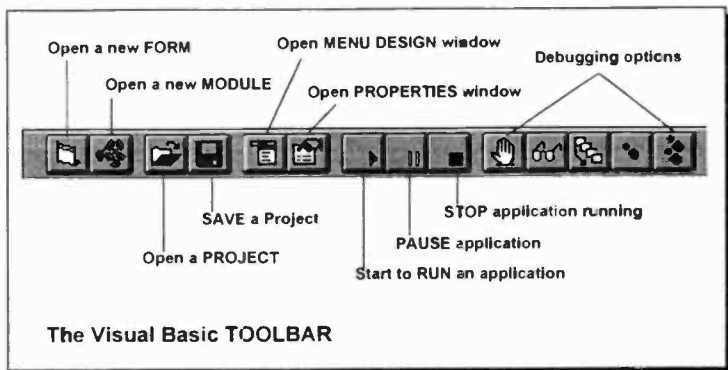 Open a new FORM
Open MENU DESIGN window
Debugging options
Open a new MODULE
Open PROPERTIES window
SAVE a Project
STOP application running
Open a PROJECT
PAUSE application
Start to RUN an application
The Visual Basic TOOLBAR